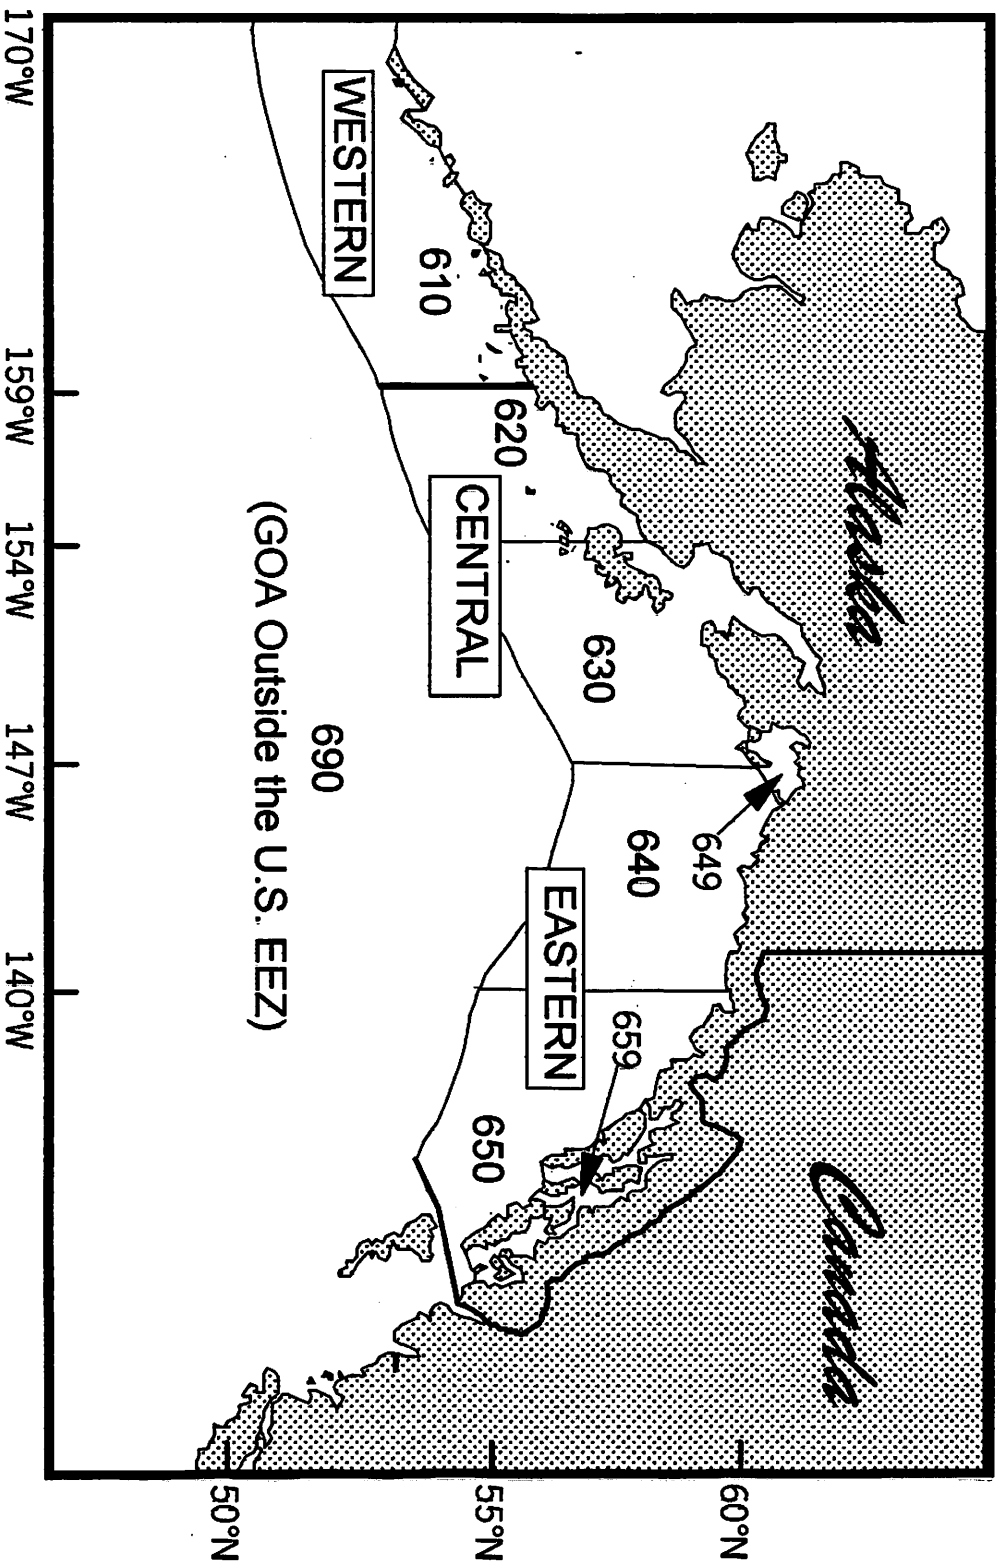 Alaska
Canada
60°N
55°N
50°N
649
659
640
630
EASTERN
620
CENTRAL
650
610
WESTERN
690
(GOA Outside the U.S. EEZ)
170°W
159°W
154°W
147°W
140°W